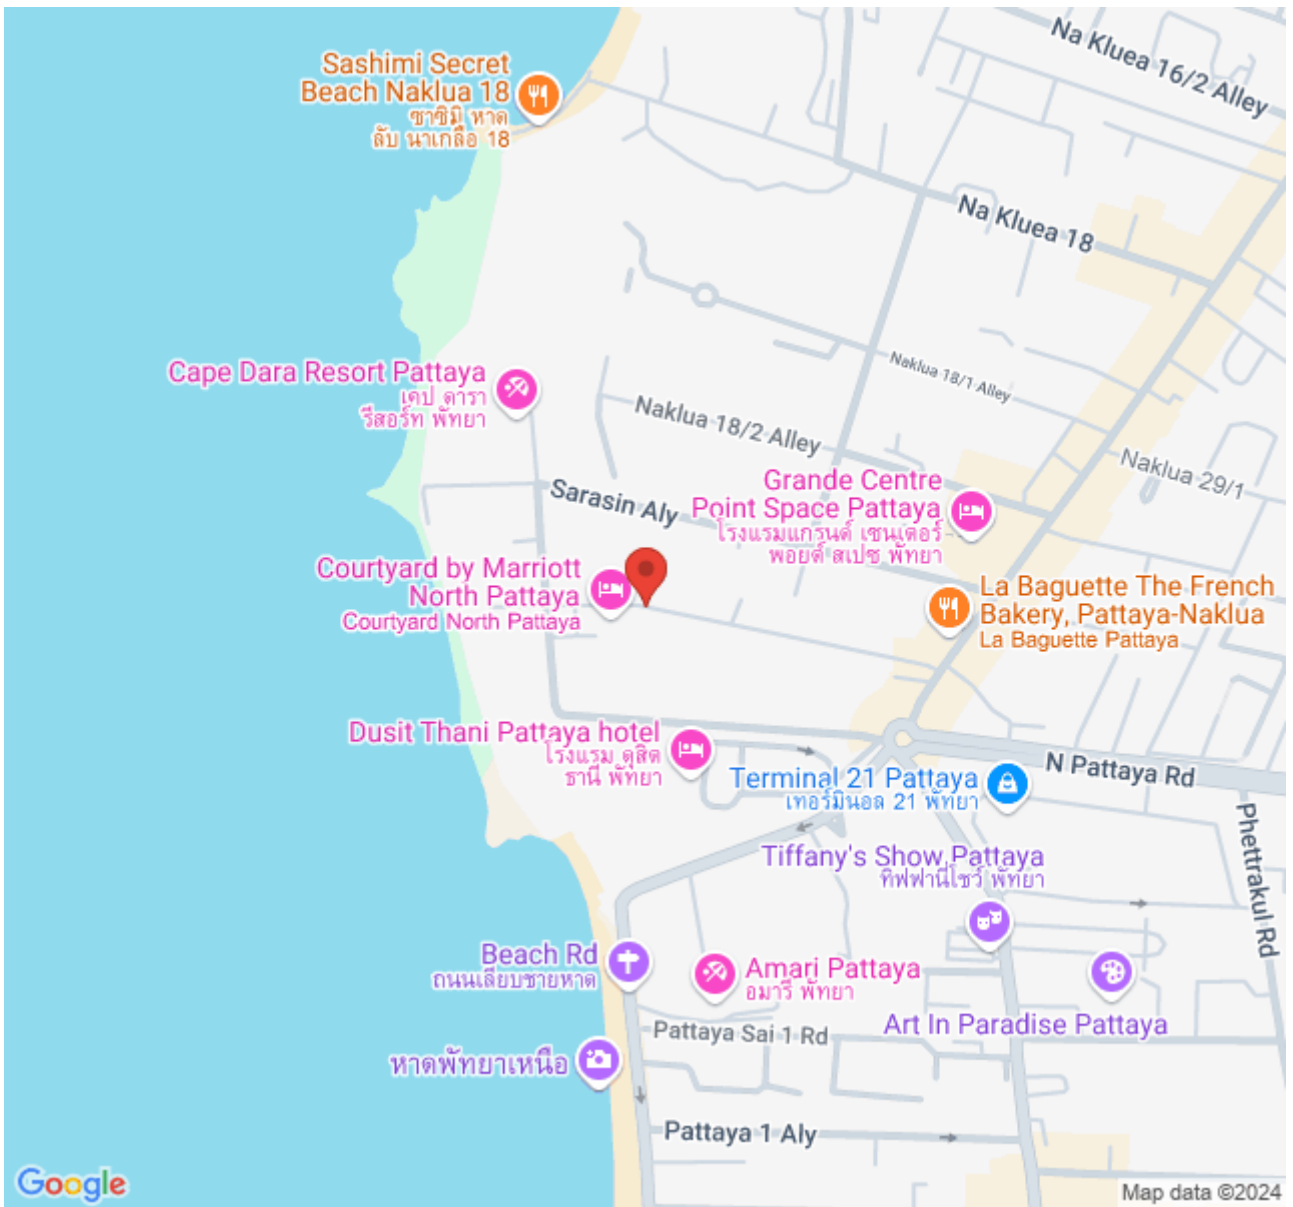 Na Kluea 16/2 Alley
Sashimi Secret
Beach Naklua 18
ซาซิมิ หาด
ลับ นาเกลือ 18
Na Kluea 18
Naklua 18/1 Alley
Cape Dara Resort Pattaya
เคป ดารา
รีสอร์ท พัทยา
Naklua 18/2 Alley
Naklua 29/1
Sarasin Aly
Grande Centre
Point Space Pattaya
โรงแรมแกรนด์ เซนเตอร์
พอยต์ สเปซ พัทยา
Courtyard by Marriott
North Pattaya
Courtyard North Pattaya
La Baguette The French
Bakery, Pattaya-Naklua
La Baguette Pattaya
Dusit Thani Pattaya hotel
โรงแรม ดุสิต
ธานี พัทยา
N Pattaya Rd
Terminal 21 Pattaya
เทอร์มินอล 21 พัทยา
Phettrakul Rd
Tiffany's Show Pattaya
ทิฟฟานี่โชว์ พัทยา
Beach Rd
ถนนเลียบชายหาด
Amari Pattaya
อมารี พัทยา
Art In Paradise Pattaya
Pattaya Sai 1 Rd
หาดพัทยาเหนือ
Pattaya 1 Aly
Google
Map data ©2024